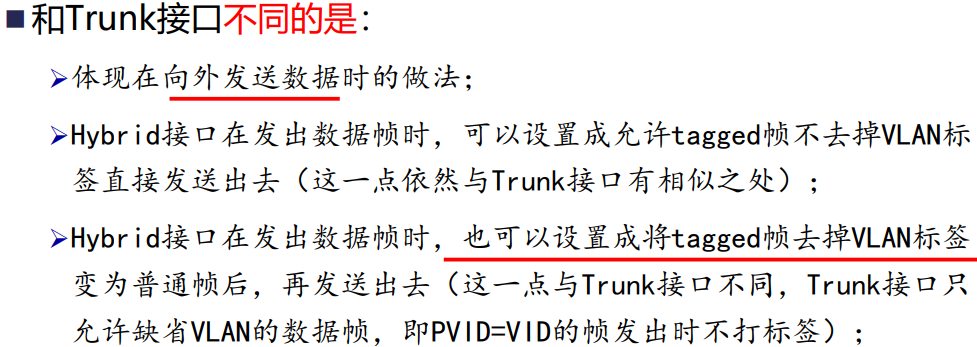 ■和Trunk接口不同的是：
➢体现在向外发送数据时的做法；
➢Hybrid接口在发出数据帧时，可以设置成允许tagged帧不去掉VLAN标
签直接发送出去（这一点依然与Trunk接口有相似之处）；
➢Hybrid接口在发出数据帧时，也可以设置成将tagged帧去掉VLAN标签
变为普通帧后，再发送出去（这一点与Trunk接口不同，Trunk接口只
允许缺省VLAN的数据帧，即PVID=VID的帧发出时不打标签）；